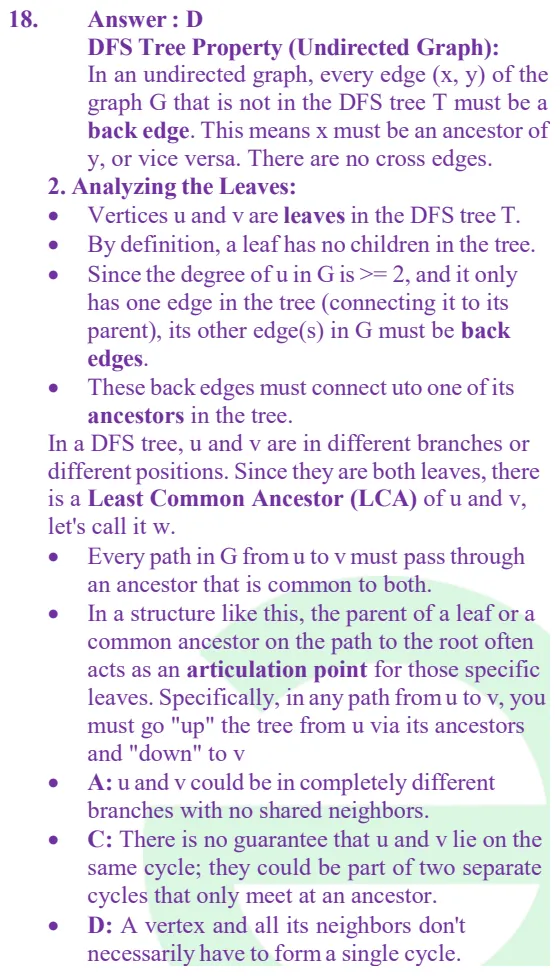 18. Answer : D
DFS Tree Property (Undirected Graph):
In an undirected graph, every edge (x, y) of the
graph G that is not in the DFS tree T must be a
back edge. This means x must be an ancestor of
y, or vice versa. There are no cross edges.
2. Analyzing the Leaves:
• Vertices u and v are leaves in the DFS tree T.
• By definition, a leaf has no children in the tree.
• Since the degree of u in G is >= 2, and it only
has one edge in the tree (connecting it to its
parent), its other edge(s) in G must be back
edges.
• These back edges must connect uto one of its
ancestors in the tree.
In a DFS tree, u and v are in different branches or
different positions. Since they are both leaves, there
is a Least Common Ancestor (LCA) of u and v,
let's call it w.
• Every path in G from u to v must pass through
an ancestor that is common to both.
• In a structure like this, the parent of a leaf or a
common ancestor on the path to the root often
acts as an articulation point for those specific
leaves. Specifically, in any path from u to v, you
must go "up" the tree from u via its ancestors
and "down" to v
• A: u and v could be in completely different
branches with no shared neighbors.
• C: There is no guarantee that u and v lie on the
same cycle; they could be part of two separate
cycles that only meet at an ancestor.
• D: A vertex and all its neighbors don't
necessarily have to form a single cycle.